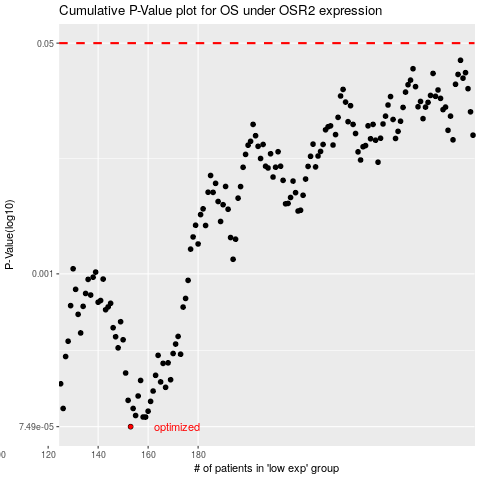 Cumulative P-Value plot for OS under OSR2 expression
P-Value(log10)
0.05
0.001
7.49e-05
optimized
00 120 140 160 180
# of patients in 'low exp' group